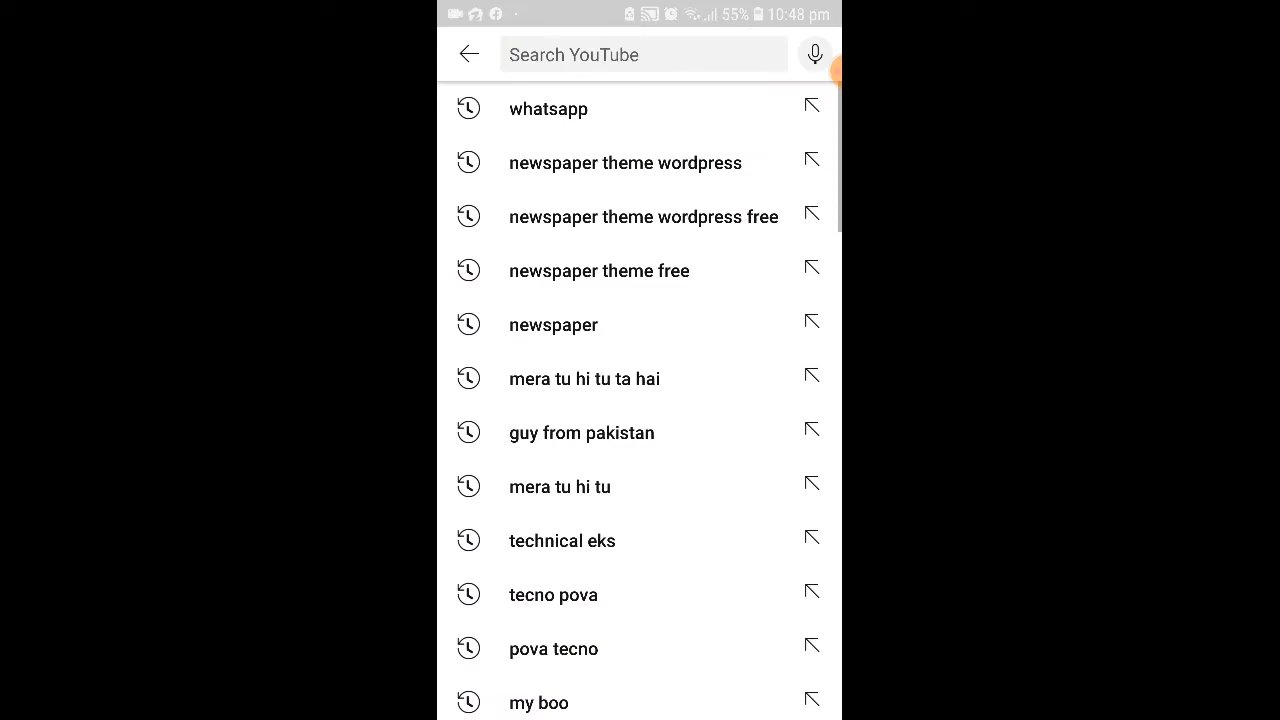 55% 10:48 pm
Search YouTube
whatsapp
newspaper theme wordpress
newspaper theme wordpress free
newspaper theme free
newspaper
mera tu hi tu ta hai
guy from pakistan
mera tu hi tu
technical eks
tecno pova
pova tecno
my boo